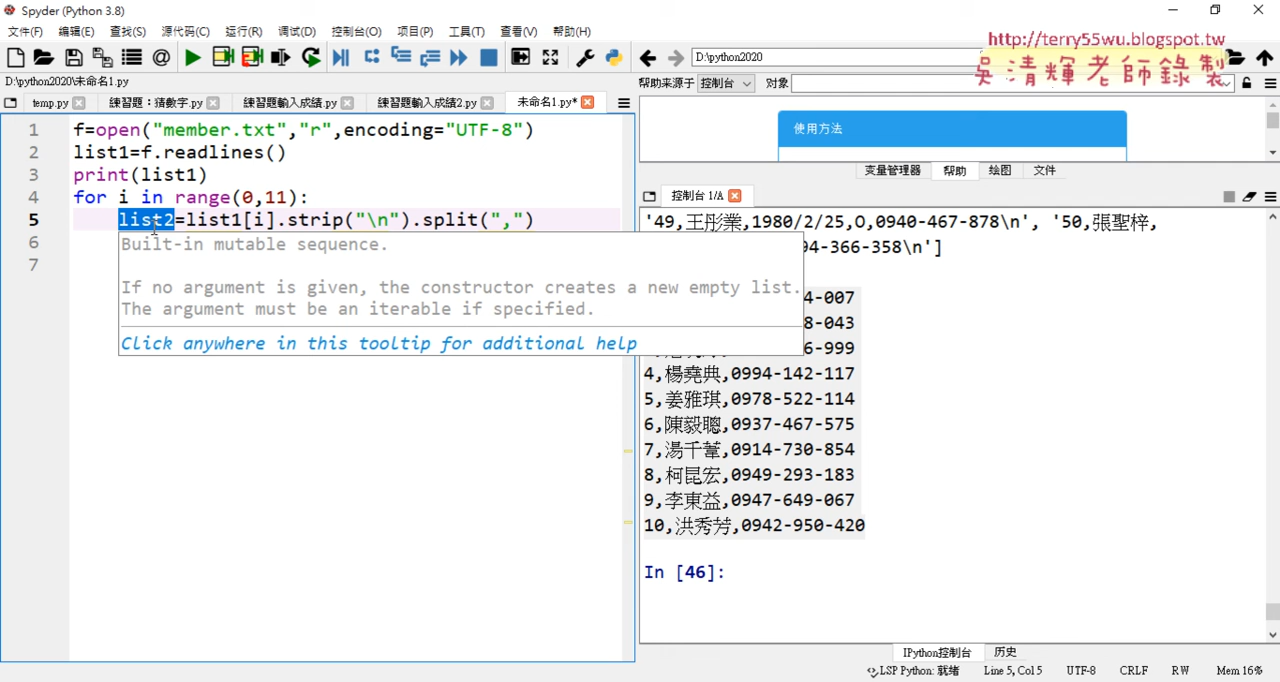 Spyder (Python 3.8)
文件(F) 编辑(E) 查找(S) 源代码(C) 运行(R) 调试(D) 控制台(O) 项目(P) 工具(T) 查看(V) 帮助(H)
http://terry55wu.blogspot.tw
吳清輝老師錄製
D:\python2020
D:\python2020\未命名1.py
帮助来源于 控制台 对象
temp.py 練習題：猜數字.py 練習題輸入成績.py 練習題輸入成績2.py 未命名1.py*
使用方法
1 f=open("member.txt","r",encoding="UTF-8")
2 list1=f.readlines()
3 print(list1)
4 for i in range(0,11):
5 list2=list1[i].strip("\n").split(",")
6
7
Built-in mutable sequence.
If no argument is given, the constructor creates a new empty list.
The argument must be an iterable if specified.
Click anywhere in this tooltip for additional help
变量管理器 帮助 绘图 文件
控制台 1/A
'49,王彤業,1980/2/25,O,0940-467-878\n', '50,張聖梓,
94-366-358\n']
4-007
8-043
6-999
4,楊堯典,0994-142-117
5,姜雅琪,0978-522-114
6,陳毅聰,0937-467-575
7,湯千葦,0914-730-854
8,柯昆宏,0949-293-183
9,李東益,0947-649-067
10,洪秀芳,0942-950-420
In [46]:
IPython控制台 历史
LSP Python: 就绪 Line 5, Col 5 UTF-8 CRLF RW Mem 16%